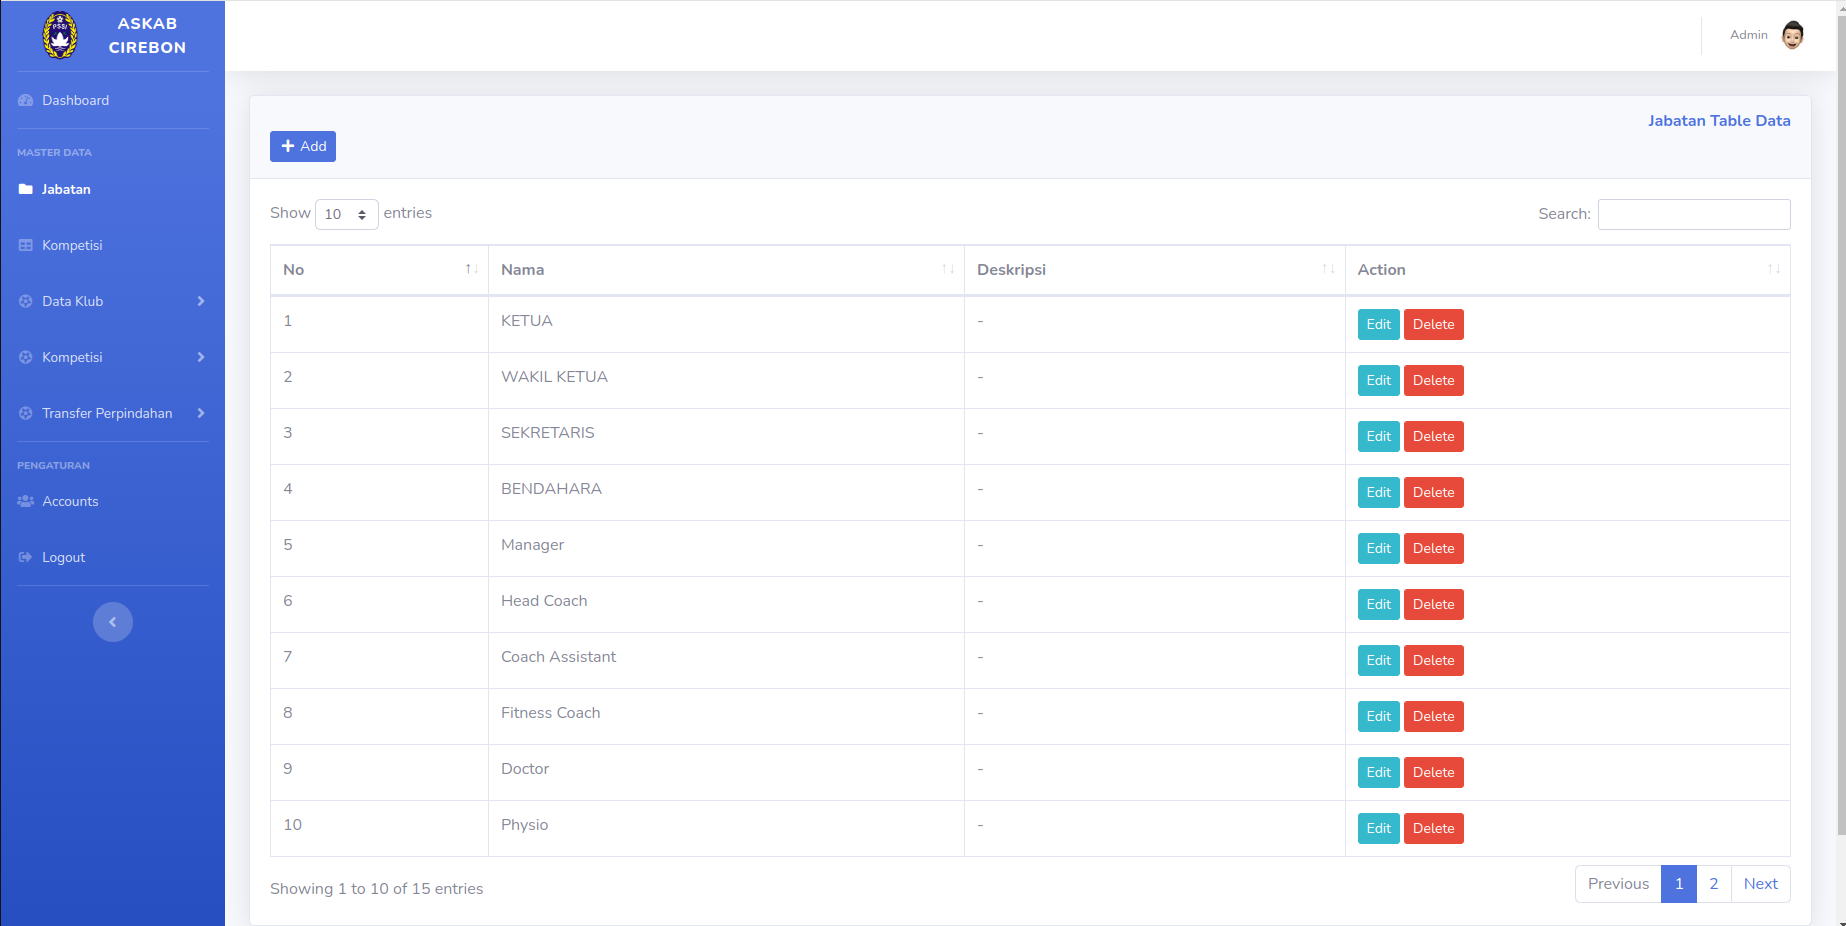 PSSI
ASKAB
CIREBON
Admin
Dashboard
MASTER DATA
Jabatan
Kompetisi
Data Klub
Kompetisi
Transfer Perpindahan
PENGATURAN
Accounts
Logout
Jabatan Table Data
Add
Show 10 entries
Search:
No Nama Deskripsi Action
1 KETUA - Edit Delete
2 WAKIL KETUA - Edit Delete
3 SEKRETARIS - Edit Delete
4 BENDAHARA - Edit Delete
5 Manager - Edit Delete
6 Head Coach - Edit Delete
7 Coach Assistant - Edit Delete
8 Fitness Coach - Edit Delete
9 Doctor - Edit Delete
10 Physio - Edit Delete
Showing 1 to 10 of 15 entries
Previous 1 2 Next